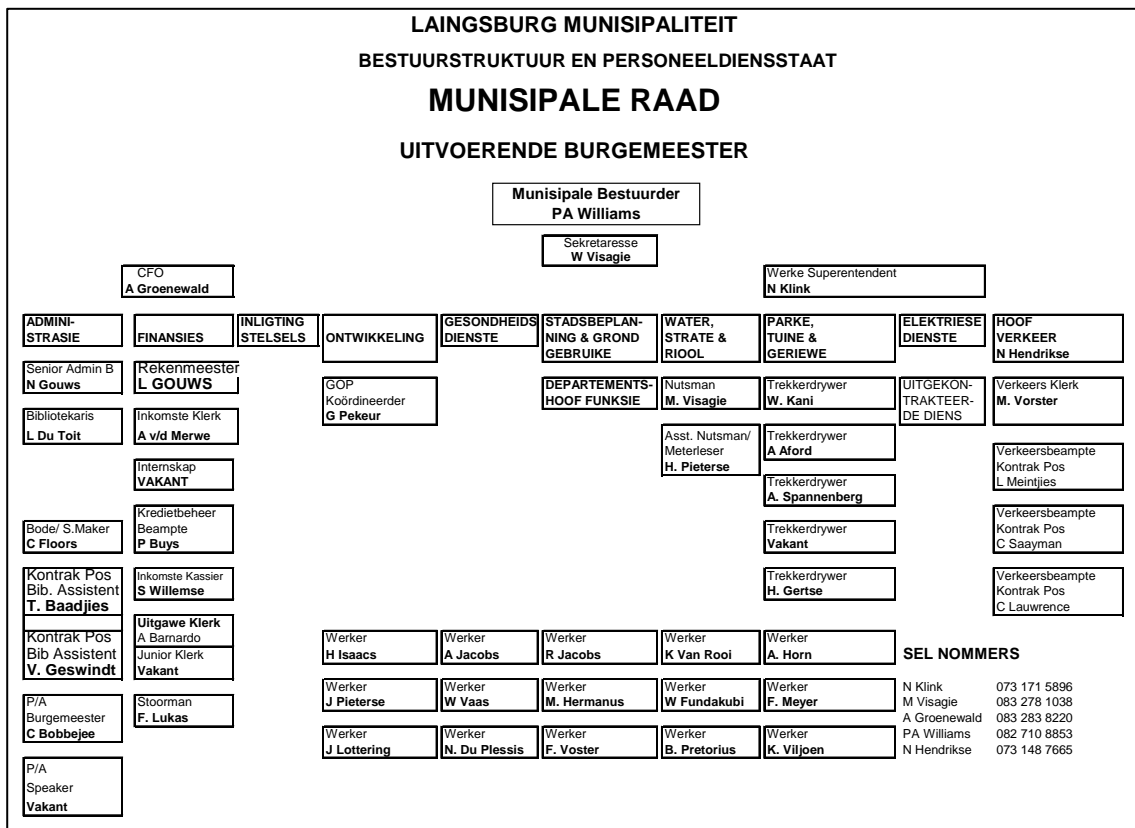 LAINGSBURG MUNISIPALITEIT
BESTUURSTRUKTUUR EN PERSONEELDIENSSTAAT
MUNISIPALE RAAD
UITVOERENDE BURGEMEESTER
Munisipale Bestuurder
PA Williams
Sekretaresse
W Visagie
CFO
A Groenewald
Werke Superentendent
N Klink
ADMINI-
STRASIE
FINANSIES
INLIGTING
STELSELS
ONTWIKKELING
GESONDHEIDS
DIENSTE
STADSBEPLAN-
NING & GROND
GEBRUIKE
WATER,
STRATE &
RIOOL
PARKE,
TUINE &
GERIEWE
ELEKTRIESE
DIENSTE
HOOF
VERKEER
N Hendrikse
Senior Admin B
N Gouws
Rekenmeester
L GOUWS
GOP
Koördineerder
G Pekeur
DEPARTEMENTS-
HOOF FUNKSIE
Nutsman
M. Visagie
Trekkerdrywer
W. Kani
UITGEKON-
TRAKTEER-
DE DIENS
Verkeers Klerk
M. Vorster
Bibliotekaris
L Du Toit
Inkomste Klerk
A v/d Merwe
Asst. Nutsman/
Meterleser
H. Pieterse
Trekkerdrywer
A Aford
Verkeersbeampte
Kontrak Pos
L Meintjies
Internskap
VAKANT
Trekkerdrywer
A. Spannenberg
Bode/ S.Maker
C Floors
Kredietbeheer
Beampte
P Buys
Trekkerdrywer
Vakant
Verkeersbeampte
Kontrak Pos
C Saayman
Kontrak Pos
Bib. Assistent
T. Baadjies
Inkomste Kassier
S Willemse
Trekkerdrywer
H. Gertse
Verkeersbeampte
Kontrak Pos
C Lauwrence
Uitgawe Klerk
A Barnardo
Kontrak Pos
Bib Assistent
V. Geswindt
Junior Klerk
Vakant
Werker
H Isaacs
Werker
A Jacobs
Werker
R Jacobs
Werker
K Van Rooi
Werker
A. Horn
SEL NOMMERS
P/A
Burgemeester
C Bobbejee
Stoorman
F. Lukas
Werker
J Pieterse
Werker
W Vaas
Werker
M. Hermanus
Werker
W Fundakubi
Werker
F. Meyer
N Klink 073 171 5896
M Visagie 083 278 1038
A Groenewald 083 283 8220
PA Williams 082 710 8853
N Hendrikse 073 148 7665
Werker
J Lottering
Werker
N. Du Plessis
Werker
F. Voster
Werker
B. Pretorius
Werker
K. Viljoen
P/A
Speaker
Vakant